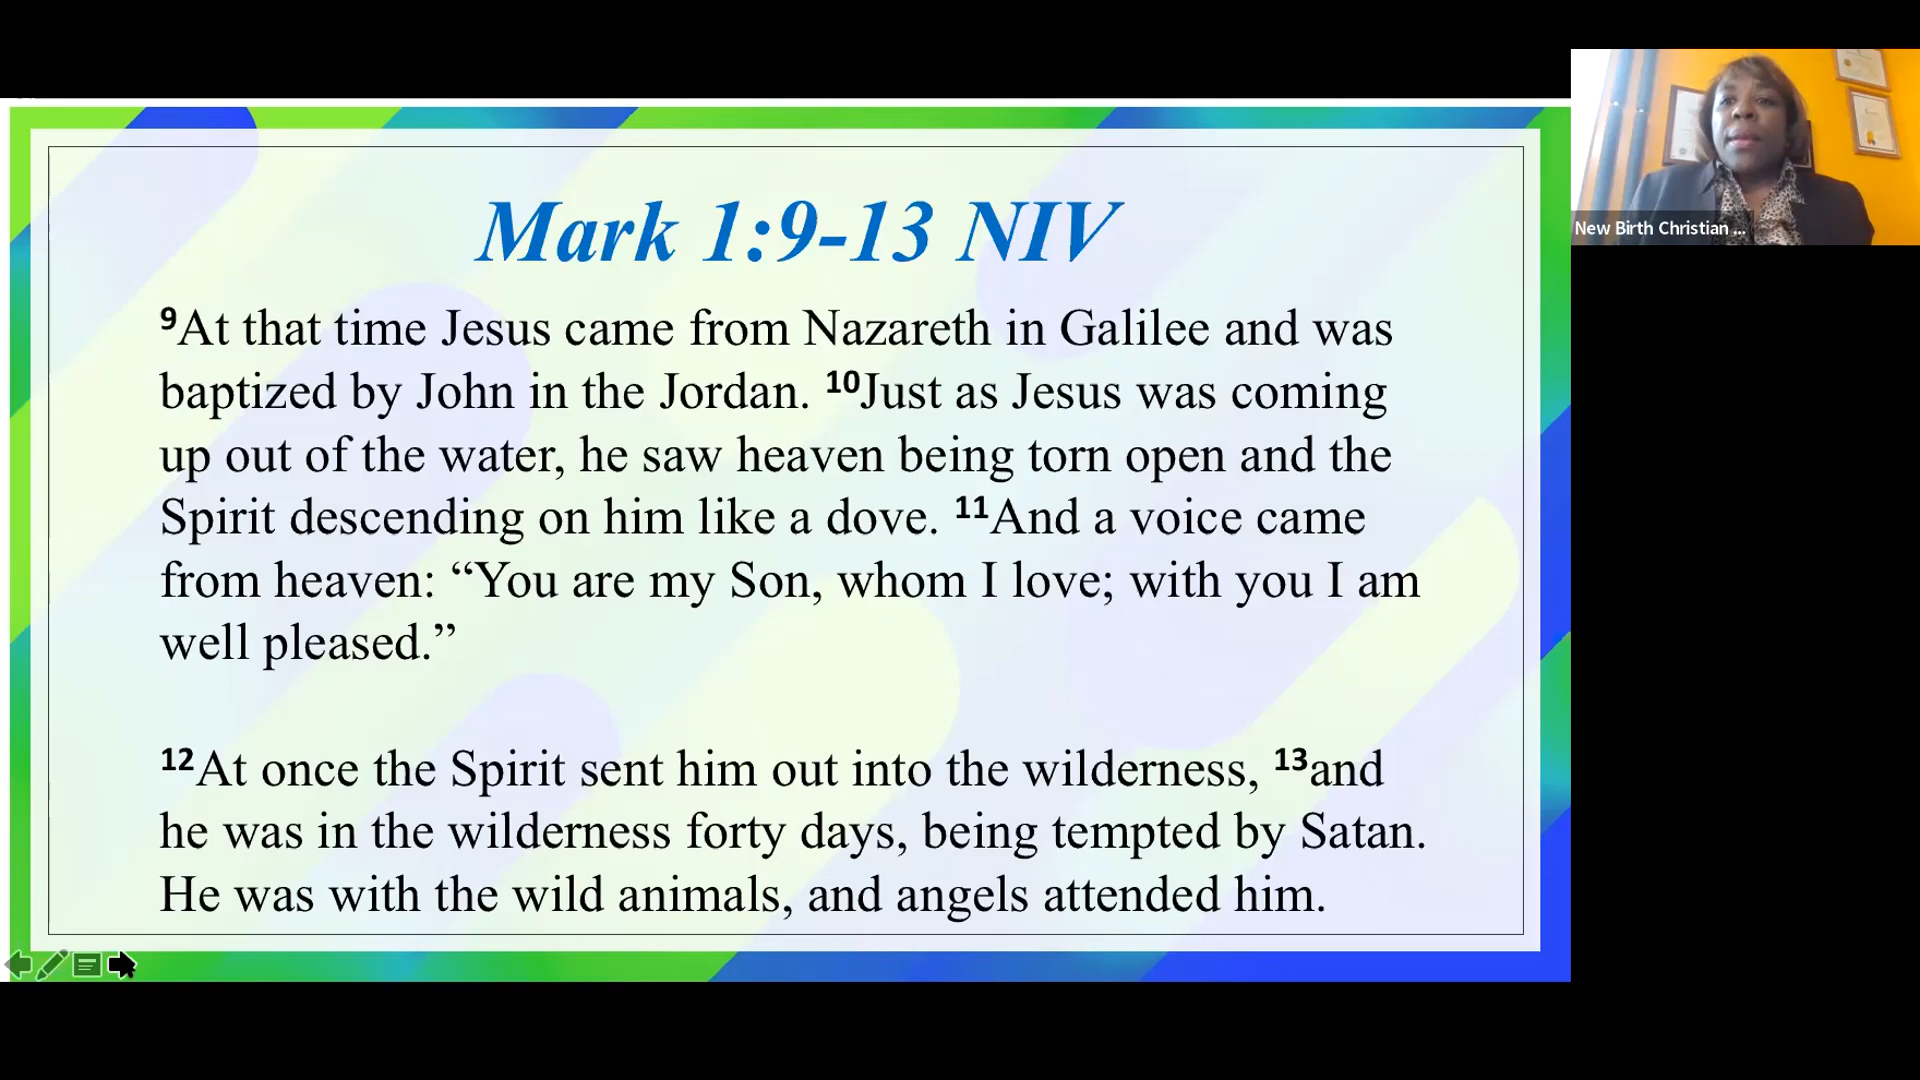 Mark 1:9-13 NIV
9At that time Jesus came from Nazareth in Galilee and was
baptized by John in the Jordan. 10Just as Jesus was coming
up out of the water, he saw heaven being torn open and the
Spirit descending on him like a dove. 11And a voice came
from heaven: “You are my Son, whom I love; with you I am
well pleased.”
12At once the Spirit sent him out into the wilderness, 13and
he was in the wilderness forty days, being tempted by Satan.
He was with the wild animals, and angels attended him.
New Birth Christian ...